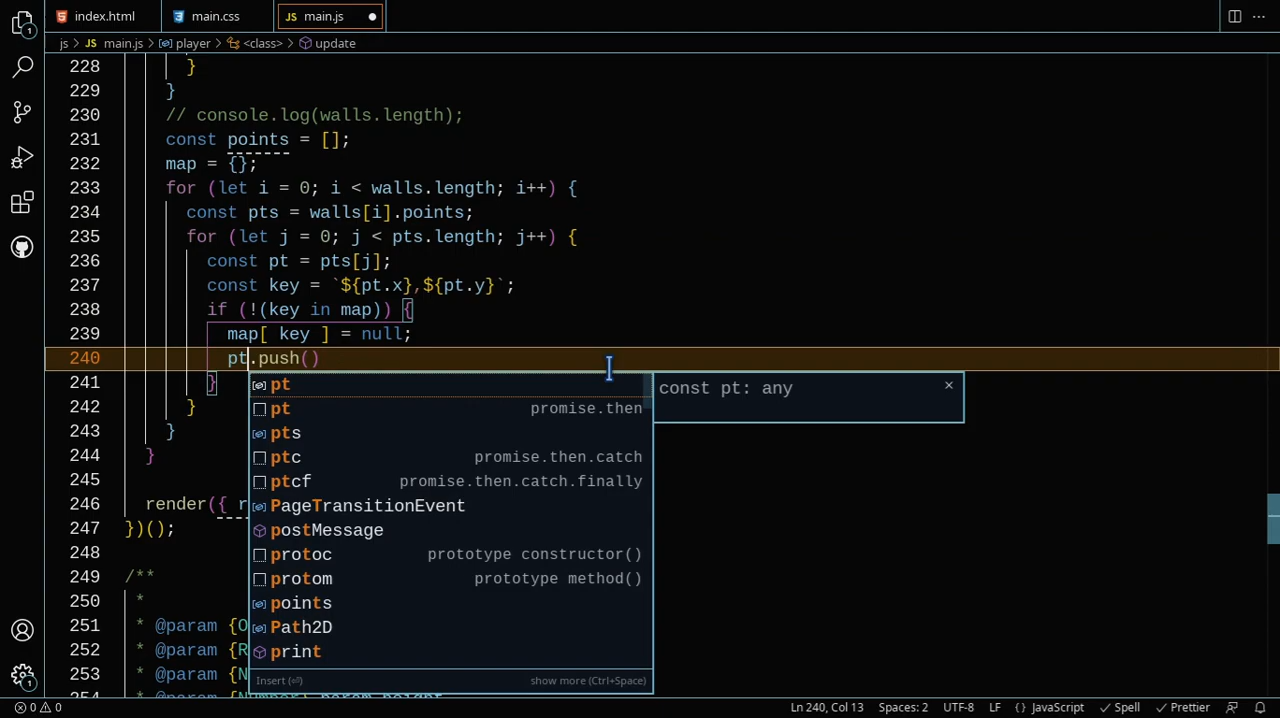 index.html main.css JS main.js
js > JS main.js > player > <class> > update
228 }
229 }
230 // console.log(walls.length);
231 const points = [];
232 map = {};
233 for (let i = 0; i < walls.length; i++) {
234 const pts = walls[i].points;
235 for (let j = 0; j < pts.length; j++) {
236 const pt = pts[j];
237 const key = `${pt.x},${pt.y}`;
238 if (!(key in map)) {
239 map[ key ] = null;
240 pt.push()
241 }
242 }
243 }
244 }
245
246 render({ r
247 })();
248
249 /**
250 *
251 * @param {O
252 * @param {R
253 * @param {N
pt
const pt: any ×
pt promise.then
pts
ptc promise.then.catch
ptcf promise.then.catch.finally
PageTransitionEvent
postMessage
protoc prototype constructor()
protom prototype method()
points
Path2D
print
Insert (⏎) show more (Ctrl+Space)
0 0 Ln 240, Col 13 Spaces: 2 UTF-8 LF {} JavaScript Spell Prettier